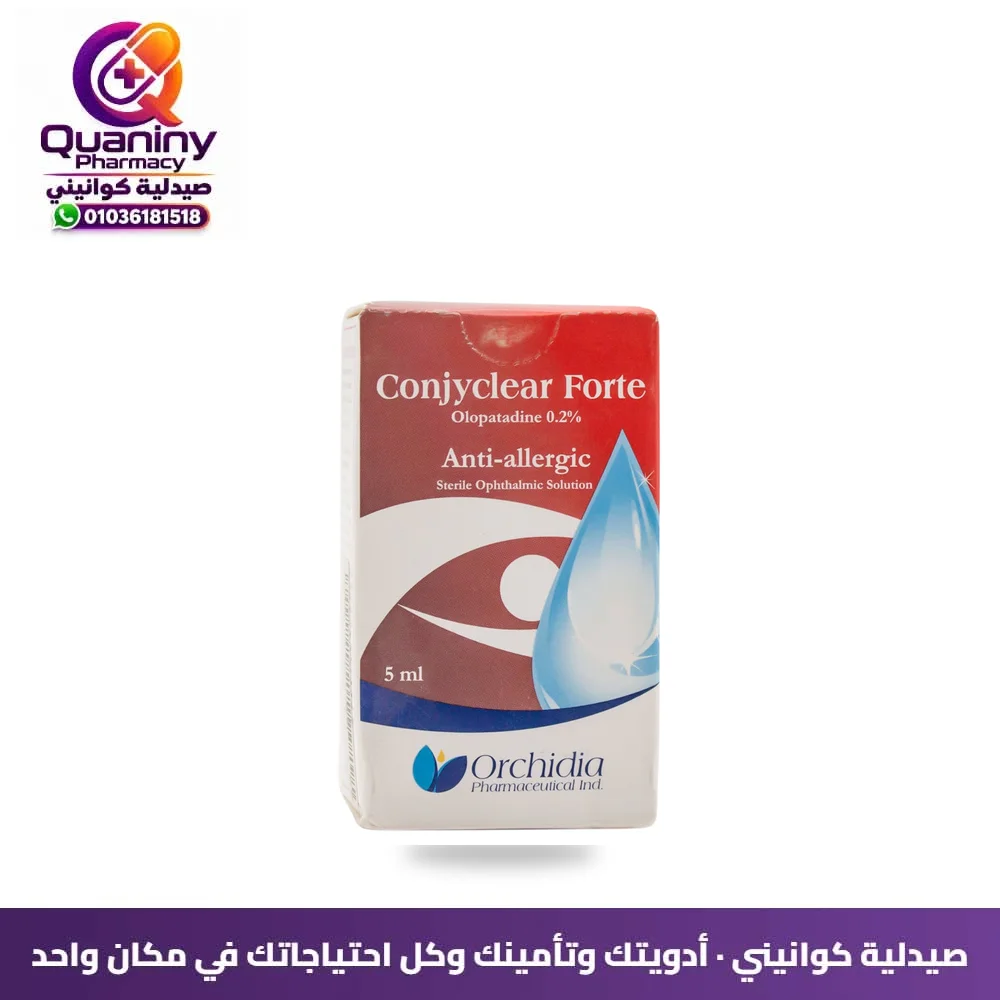 Quaniny
Pharmacy
صيدلية كوانيني
01036181518
Conjyclear Forte
Olopatadine 0.2%
Anti-allergic
Sterile Ophthalmic Solution
5 ml
Orchidia
Pharmaceutical Ind.
صيدلية كوانيني · أدويتك وتأمينك وكل احتياجاتك في مكان واحد